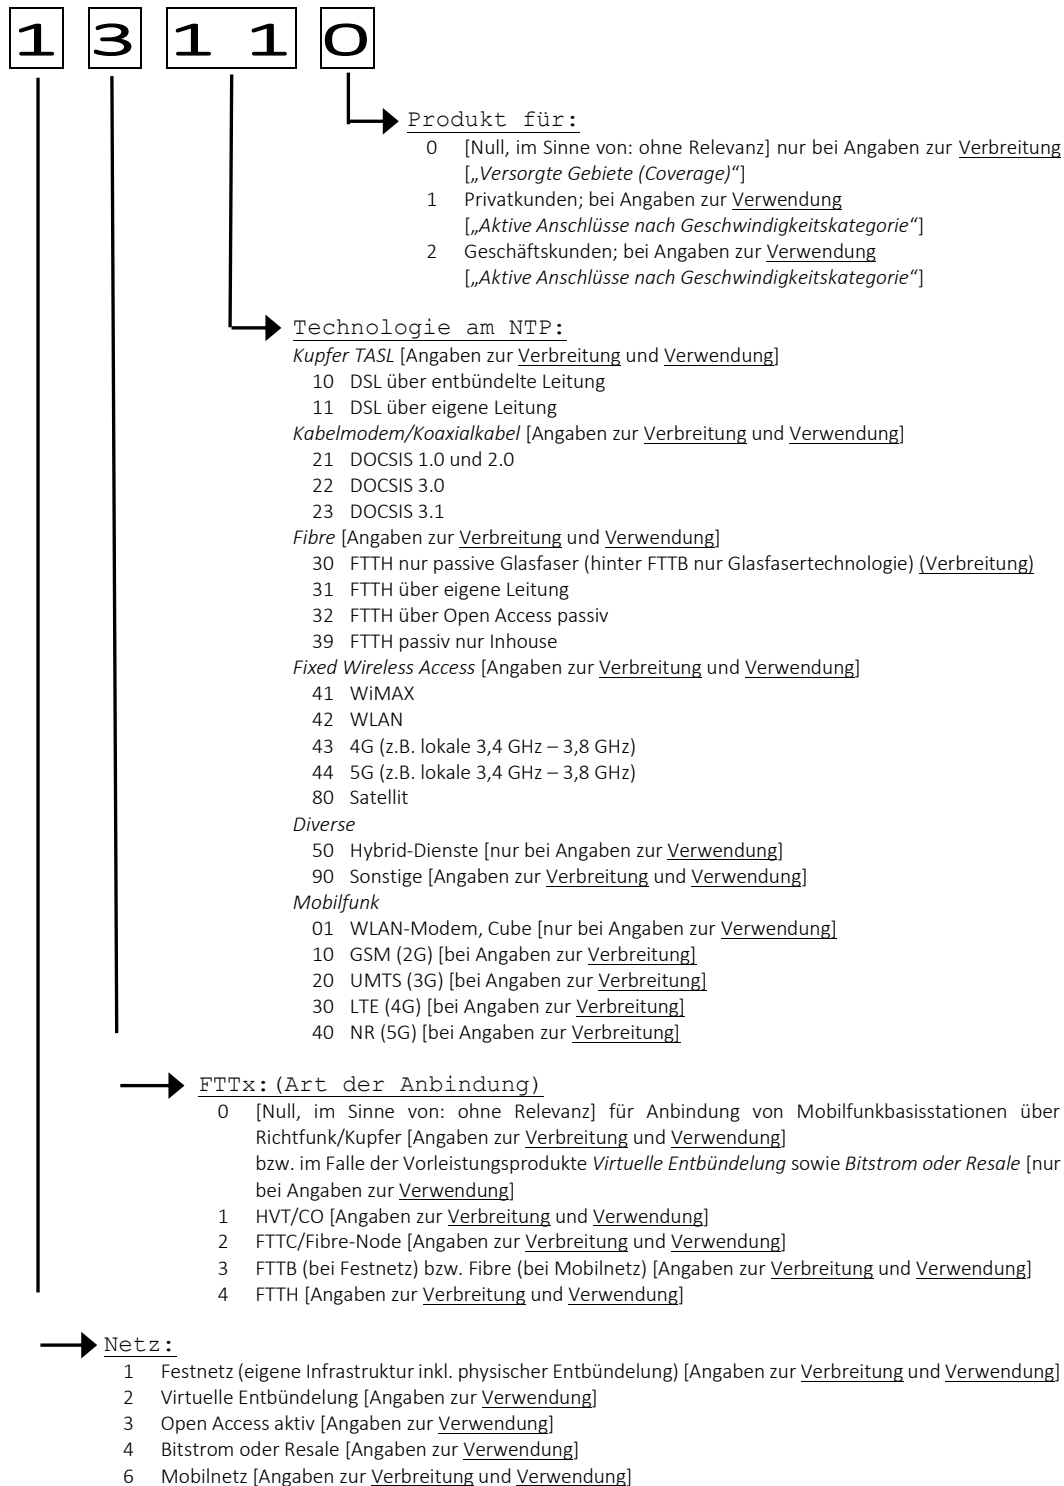 1 3 1 1 0
Produkt für:
0 [Null, im Sinne von: ohne Relevanz] nur bei Angaben zur Verbreitung
[„Versorgte Gebiete (Coverage)“]
1 Privatkunden; bei Angaben zur Verwendung
[„Aktive Anschlüsse nach Geschwindigkeitskategorie“]
2 Geschäftskunden; bei Angaben zur Verwendung
[„Aktive Anschlüsse nach Geschwindigkeitskategorie“]
Technologie am NTP:
Kupfer TASL [Angaben zur Verbreitung und Verwendung]
10 DSL über entbündelte Leitung
11 DSL über eigene Leitung
Kabelmodem/Koaxialkabel [Angaben zur Verbreitung und Verwendung]
21 DOCSIS 1.0 und 2.0
22 DOCSIS 3.0
23 DOCSIS 3.1
Fibre [Angaben zur Verbreitung und Verwendung]
30 FTTH nur passive Glasfaser (hinter FTTB nur Glasfasertechnologie) (Verbreitung)
31 FTTH über eigene Leitung
32 FTTH über Open Access passiv
39 FTTH passiv nur Inhouse
Fixed Wireless Access [Angaben zur Verbreitung und Verwendung]
41 WiMAX
42 WLAN
43 4G (z.B. lokale 3,4 GHz – 3,8 GHz)
44 5G (z.B. lokale 3,4 GHz – 3,8 GHz)
80 Satellit
Diverse
50 Hybrid-Dienste [nur bei Angaben zur Verwendung]
90 Sonstige [Angaben zur Verbreitung und Verwendung]
Mobilfunk
01 WLAN-Modem, Cube [nur bei Angaben zur Verwendung]
10 GSM (2G) [bei Angaben zur Verbreitung]
20 UMTS (3G) [bei Angaben zur Verbreitung]
30 LTE (4G) [bei Angaben zur Verbreitung]
40 NR (5G) [bei Angaben zur Verbreitung]
FTTx:(Art der Anbindung)
0 [Null, im Sinne von: ohne Relevanz] für Anbindung von Mobilfunkbasisstationen über
Richtfunk/Kupfer [Angaben zur Verbreitung und Verwendung]
bzw. im Falle der Vorleistungsprodukte Virtuelle Entbündelung sowie Bitstrom oder Resale [nur
bei Angaben zur Verwendung]
1 HVT/CO [Angaben zur Verbreitung und Verwendung]
2 FTTC/Fibre-Node [Angaben zur Verbreitung und Verwendung]
3 FTTB (bei Festnetz) bzw. Fibre (bei Mobilnetz) [Angaben zur Verbreitung und Verwendung]
4 FTTH [Angaben zur Verbreitung und Verwendung]
Netz:
1 Festnetz (eigene Infrastruktur inkl. physischer Entbündelung) [Angaben zur Verbreitung und Verwendung]
2 Virtuelle Entbündelung [Angaben zur Verwendung]
3 Open Access aktiv [Angaben zur Verwendung]
4 Bitstrom oder Resale [Angaben zur Verwendung]
6 Mobilnetz [Angaben zur Verbreitung und Verwendung]